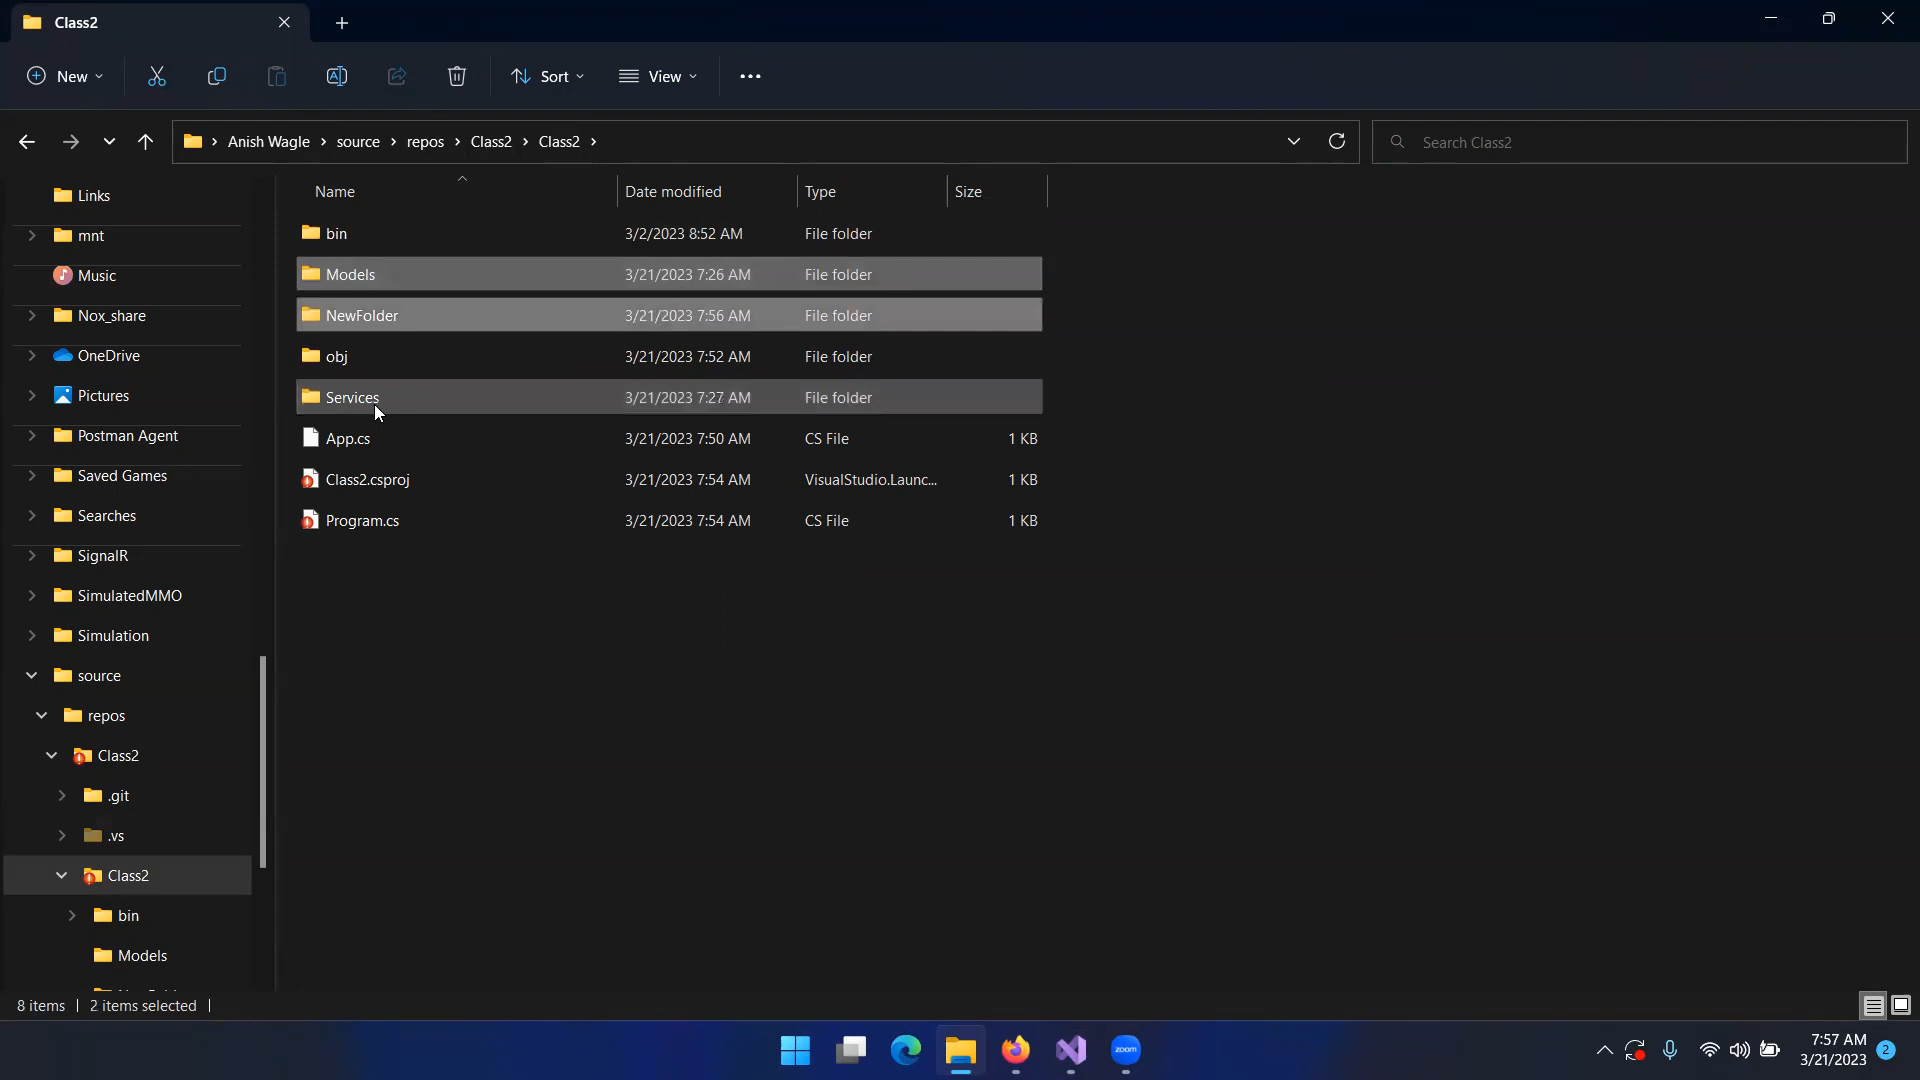 Class2
New
Sort
View
Anish Wagle
source
repos
Class2
Class2
Search Class2
Links
mnt
Music
Nox_share
OneDrive
Pictures
Postman Agent
Saved Games
Searches
SignalR
SimulatedMMO
Simulation
source
repos
Class2
.git
.vs
Class2
bin
Models
Name Date modified Type Size
bin 3/2/2023 8:52 AM File folder
Models 3/21/2023 7:26 AM File folder
NewFolder 3/21/2023 7:56 AM File folder
obj 3/21/2023 7:52 AM File folder
Services 3/21/2023 7:27 AM File folder
App.cs 3/21/2023 7:50 AM CS File 1 KB
Class2.csproj 3/21/2023 7:54 AM VisualStudio.Launc... 1 KB
Program.cs 3/21/2023 7:54 AM CS File 1 KB
8 items 2 items selected
zoom
7:57 AM
3/21/2023
2